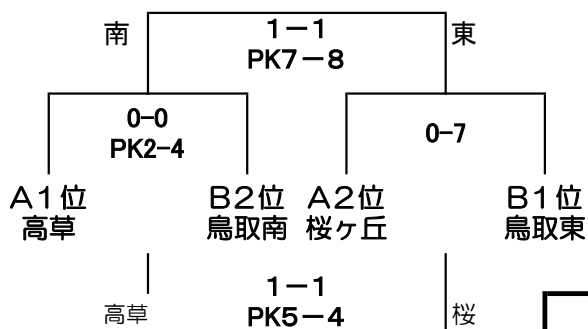 南 1－1 東
PK7－8
0-0
PK2-4
0-7
A1位 B2位 A2位 B1位
高草 鳥取南 桜ヶ丘 鳥取東
1－1
高草 PK5－4 桜